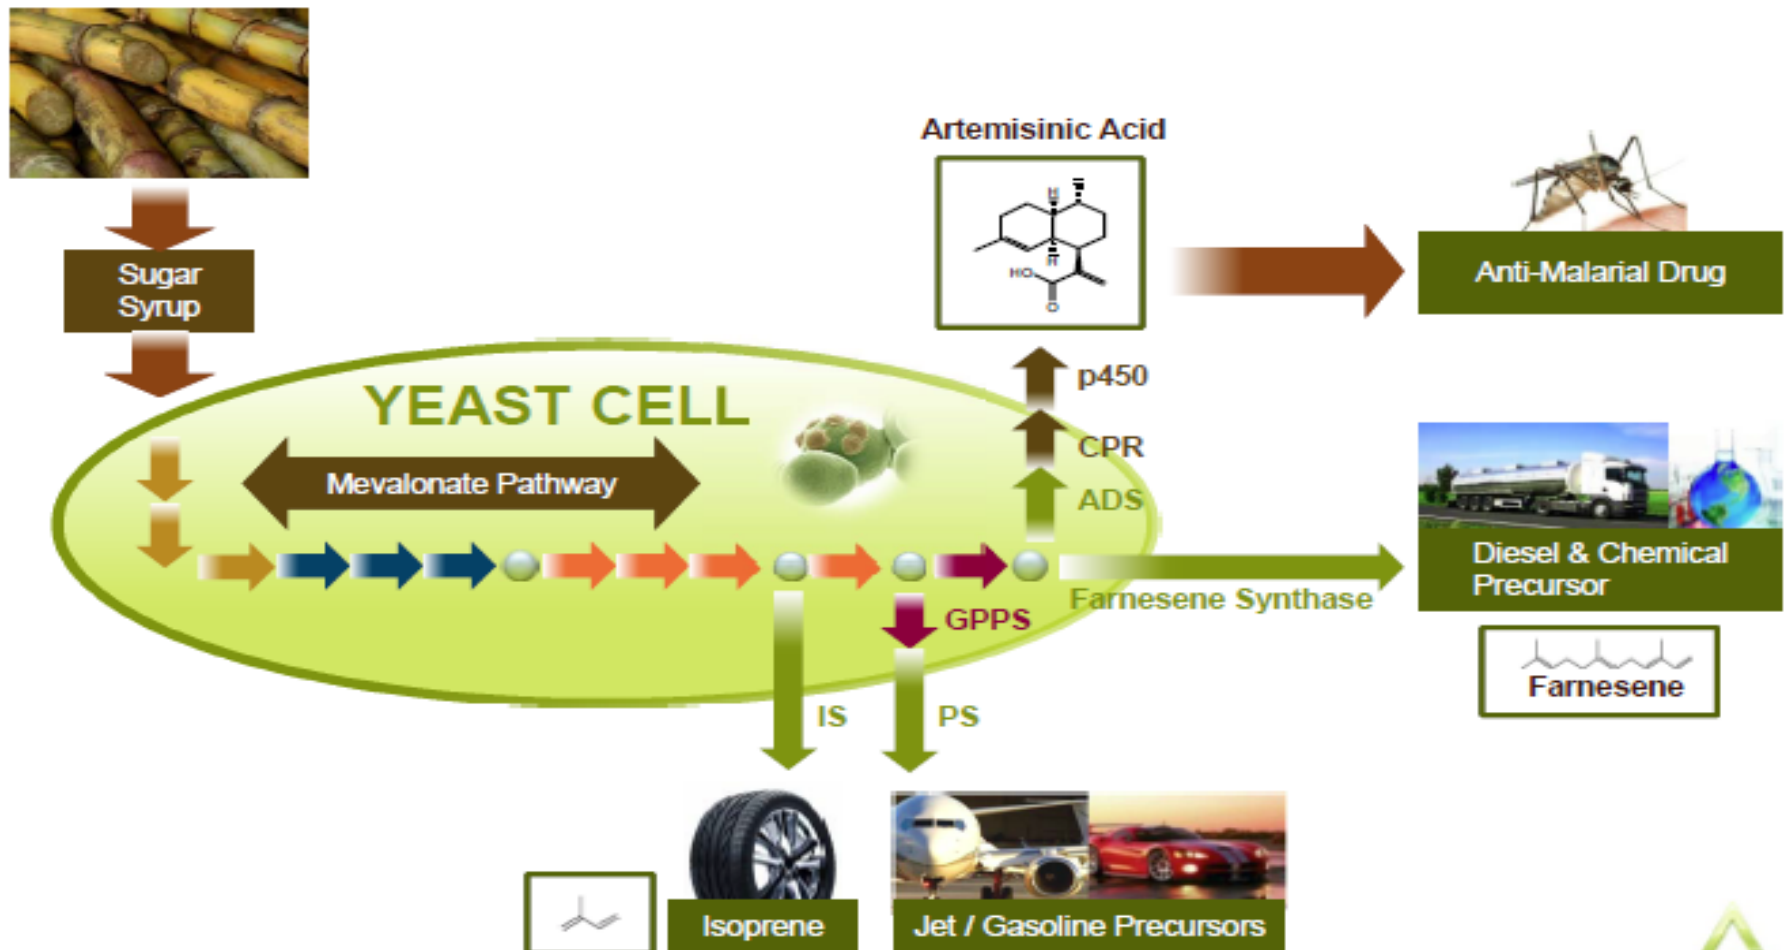 Artemisinic Acid
H
H
HO
O
Anti-Malarial Drug
Sugar
Syrup
p450
CPR
ADS
YEAST CELL
Mevalonate Pathway
Diesel & Chemical
Precursor
Farnesene Synthase
GPPS
Farnesene
IS
PS
Isoprene
Jet / Gasoline Precursors